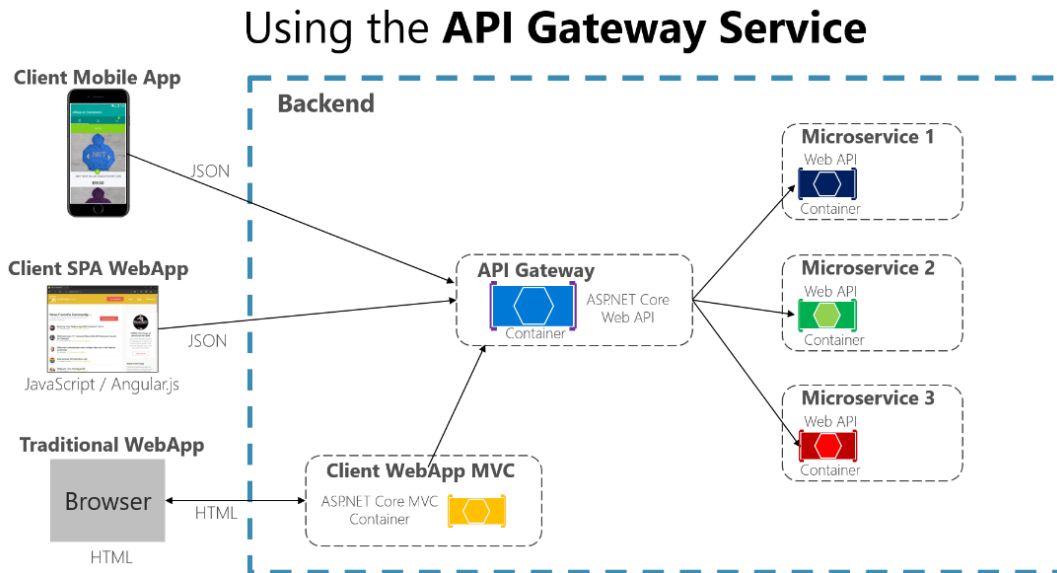 Using the API Gateway Service
Client Mobile App
Backend
JSON
Microservice 1
Web API
Container
Client SPA WebApp
JSON
JavaScript / Angular.js
API Gateway
ASP.NET Core
Web API
Container
Microservice 2
Web API
Container
Microservice 3
Web API
Container
Traditional WebApp
Browser
HTML
HTML
Client WebApp MVC
ASP.NET Core MVC
Container